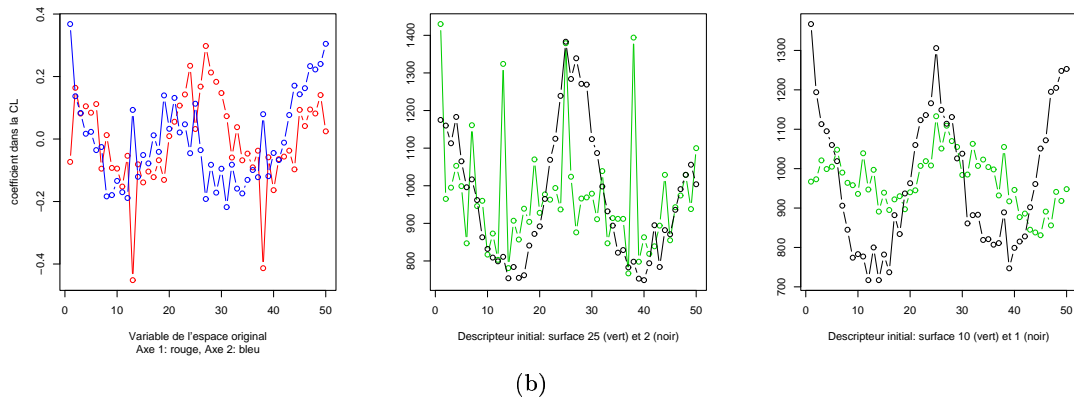 coefficient dans la CL
−0.4 −0.2 0.0 0.2 0.4
0 10 20 30 40 50
Variable de l'espace original
Axe 1: rouge, Axe 2: bleu
800 900 1000 1100 1200 1300 1400
0 10 20 30 40 50
Descripteur initial: surface 25 (vert) et 2 (noir)
700 800 900 1000 1100 1200 1300
0 10 20 30 40 50
Descripteur initial: surface 10 (vert) et 1 (noir)
(b)